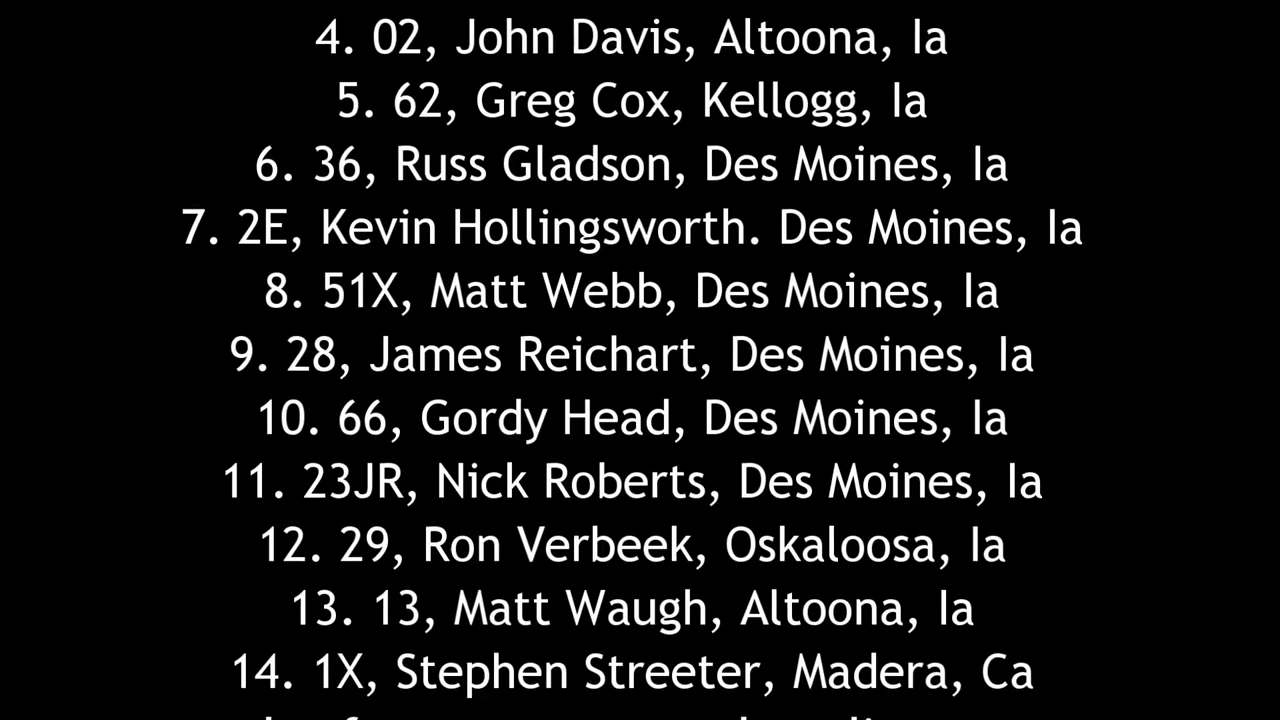 4. 02, John Davis, Altoona, Ia
5. 62, Greg Cox, Kellogg, Ia
6. 36, Russ Gladson, Des Moines, Ia
7. 2E, Kevin Hollingsworth. Des Moines, Ia
8. 51X, Matt Webb, Des Moines, Ia
9. 28, James Reichart, Des Moines, Ia
10. 66, Gordy Head, Des Moines, Ia
11. 23JR, Nick Roberts, Des Moines, Ia
12. 29, Ron Verbeek, Oskaloosa, Ia
13. 13, Matt Waugh, Altoona, Ia
14. 1X, Stephen Streeter, Madera, Ca